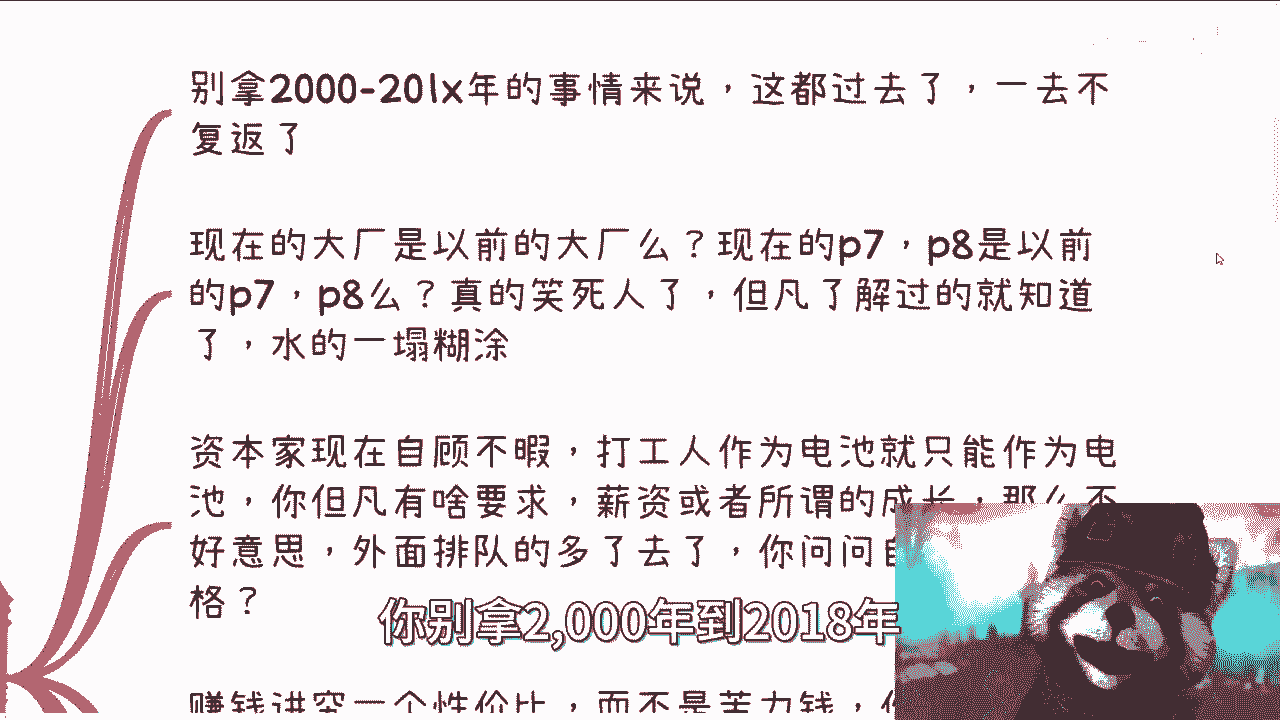 别拿2000-201x年的事情来说，这都过去了，一去不
复返了
现在的大厂是以前的大厂么？现在的p7，p8是以前
的p7，p8么？真的笑死人了，但凡了解过的就知道
了，水的一塌糊涂
资本家现在自顾不暇，打工人作为电池就只能作为电
池，你但凡有啥要求，薪资或者所谓的成长，那么不
好意思，外面排队的多了去了，你问问
格？
你别拿2,000年到2018年
赚钱讲究一个性价比，而不是苦力钱，